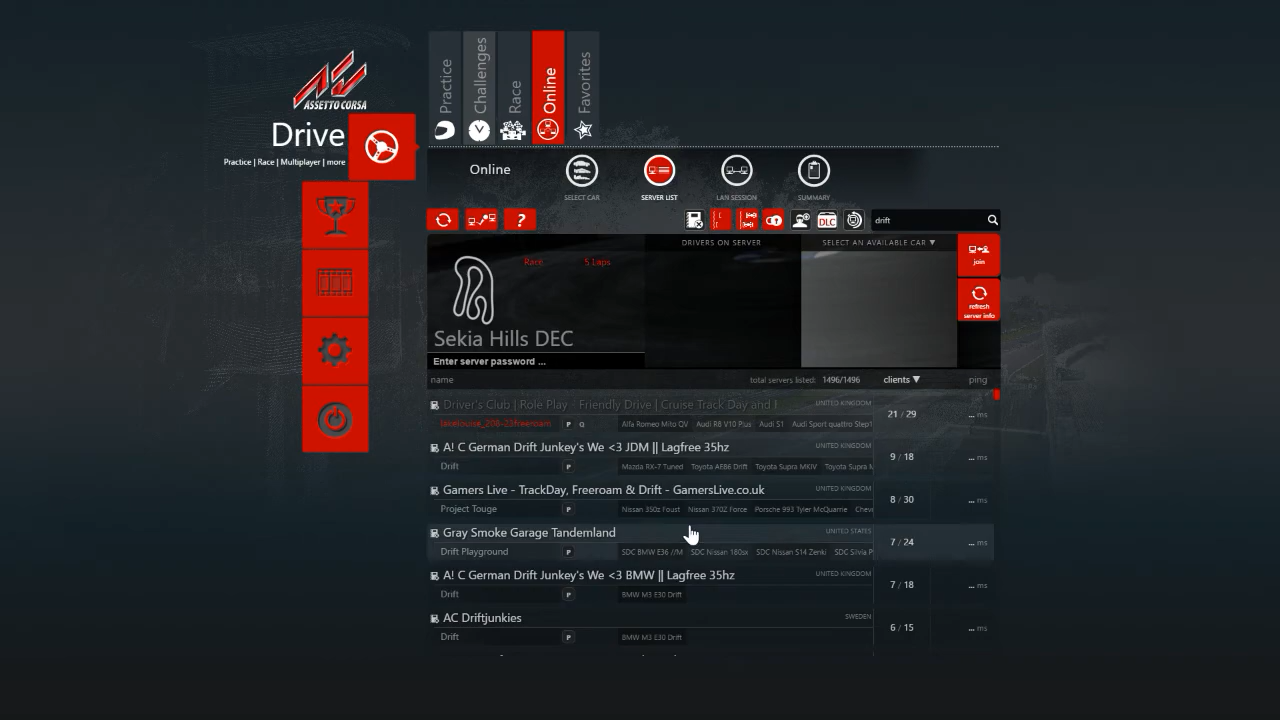 Practice
Challenges
Race
Online
Favorites
ASSETTO CORSA
Drive
Practice | Race | Multiplayer | more
Online
SELECT CAR
SERVER LIST
LAN SESSION
SUMMARY
?
DLC
drift
DRIVERS ON SERVER
SELECT AN AVAILABLE CAR ▼
Race 5 Laps
join
refresh
server info
Sekia Hills DEC
Enter server password ...
name total servers listed: 1496/1496 clients ▼ ping
Driver's Club | Role Play - Friendly Drive | Cruise Track Day and UNITED KINGDOM
21 / 29 ... ms
P Q Alfa Romeo Mito QV Audi R8 V10 Plus Audi S1 Audi Sport quattro Step1
A! C German Drift Junkey's We <3 JDM || Lagfree 35hz UNITED KINGDOM
9 / 18 ... ms
Drift P Mazda RX-7 Tuned Toyota AE86 Drift Toyota Supra MKIV Toyota Supra M
Gamers Live - TrackDay, Freeroam & Drift - GamersLive.co.uk UNITED KINGDOM
8 / 30 ... ms
Project Touge P Nissan 350z Foust Nissan 370Z Force Porsche 993 Tyler McQuarrie Chev
Gray Smoke Garage Tandemland UNITED STATES
7 / 24 ... ms
Drift Playground P SDC BMW E36 //M SDC Nissan 180sx SDC Nissan S14 Zenki SDC Silvia P
A! C German Drift Junkey's We <3 BMW || Lagfree 35hz UNITED KINGDOM
7 / 18 ... ms
Drift P BMW M3 E30 Drift
AC Driftjunkies SWEDEN
6 / 15 ... ms
Drift P BMW M3 E30 Drift